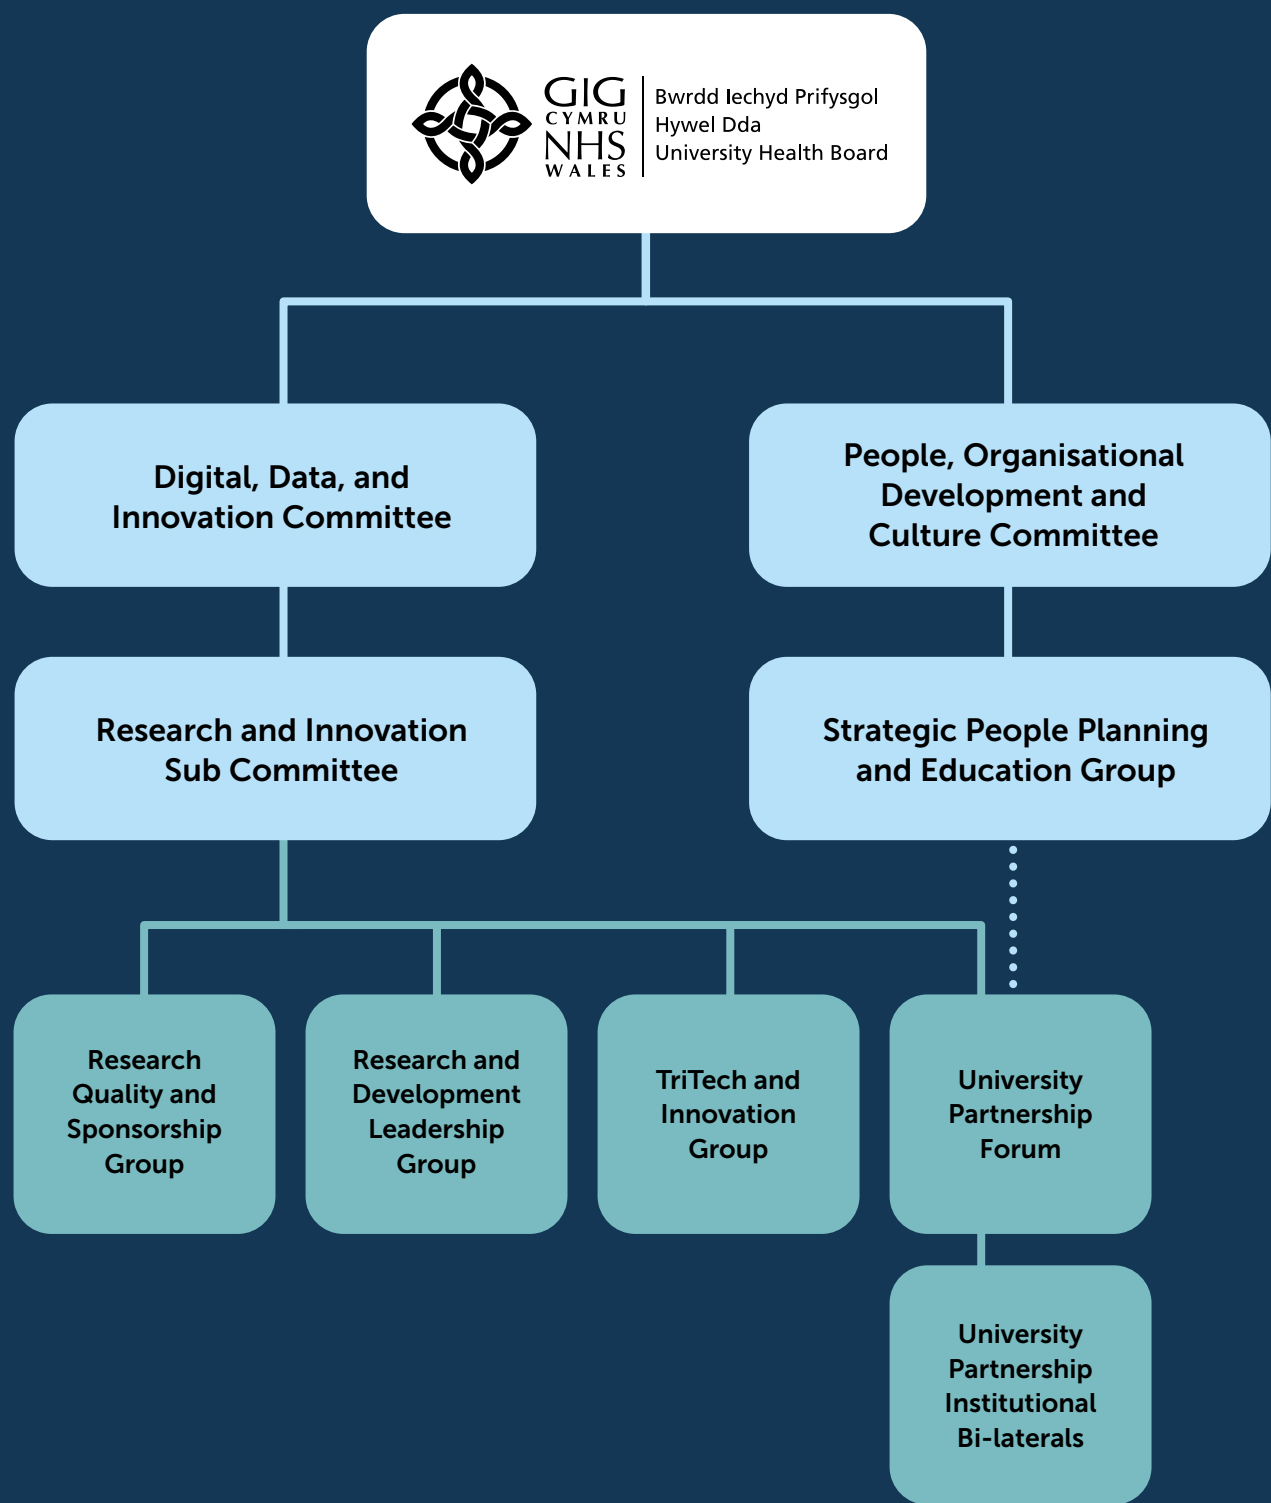 GIG
CYMRU
NHS
WALES
Bwrdd Iechyd Prifysgol
Hywel Dda
University Health Board
Digital, Data, and
Innovation Committee
People, Organisational
Development and
Culture Committee
Research and Innovation
Sub Committee
Strategic People Planning
and Education Group
Research
Quality and
Sponsorship
Group
Research and
Development
Leadership
Group
TriTech and
Innovation
Group
University
Partnership
Forum
University
Partnership
Institutional
Bi-laterals